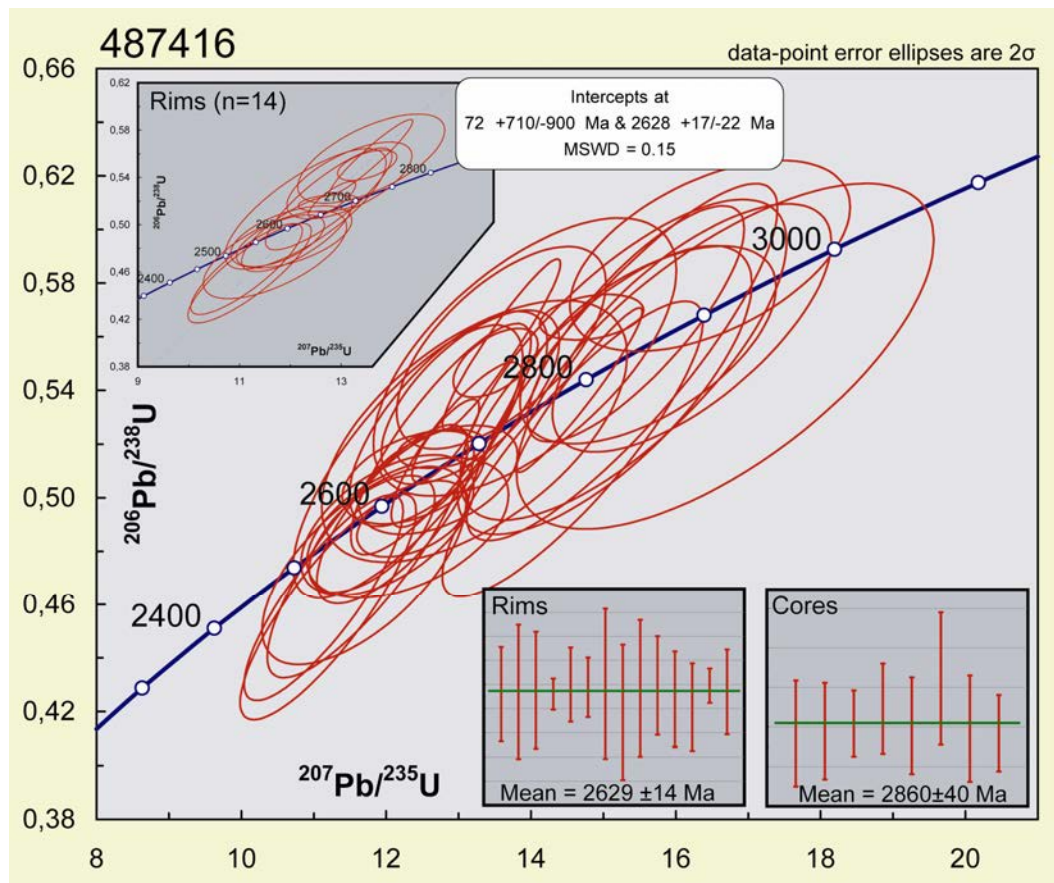 487416
data-point error ellipses are 2σ
0,66
0,62
0,58
0,54
0,50
0,46
0,42
0,38
8
10
12
14
16
18
20
²⁰⁶Pb/²³⁸U
²⁰⁷Pb/²³⁵U
2400
2600
2800
3000
Rims (n=14)
0,62
0,58
0,54
0,50
0,46
0,42
0,38
9
11
13
²⁰⁶Pb/²³⁸U
²⁰⁷Pb/²³⁵U
2400
2500
2600
2700
2800
Intercepts at
72 +710/-900 Ma & 2628 +17/-22 Ma
MSWD = 0.15
Rims
Mean = 2629 ±14 Ma
Cores
Mean = 2860±40 Ma